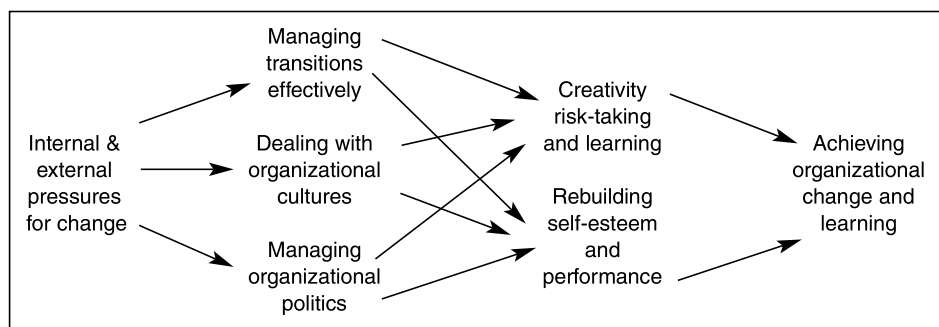 Internal &
external
pressures
for change
Managing
transitions
effectively
Dealing with
organizational
cultures
Managing
organizational
politics
Creativity
risk-taking
and learning
Rebuilding
self-esteem
and
performance
Achieving
organizational
change and
learning